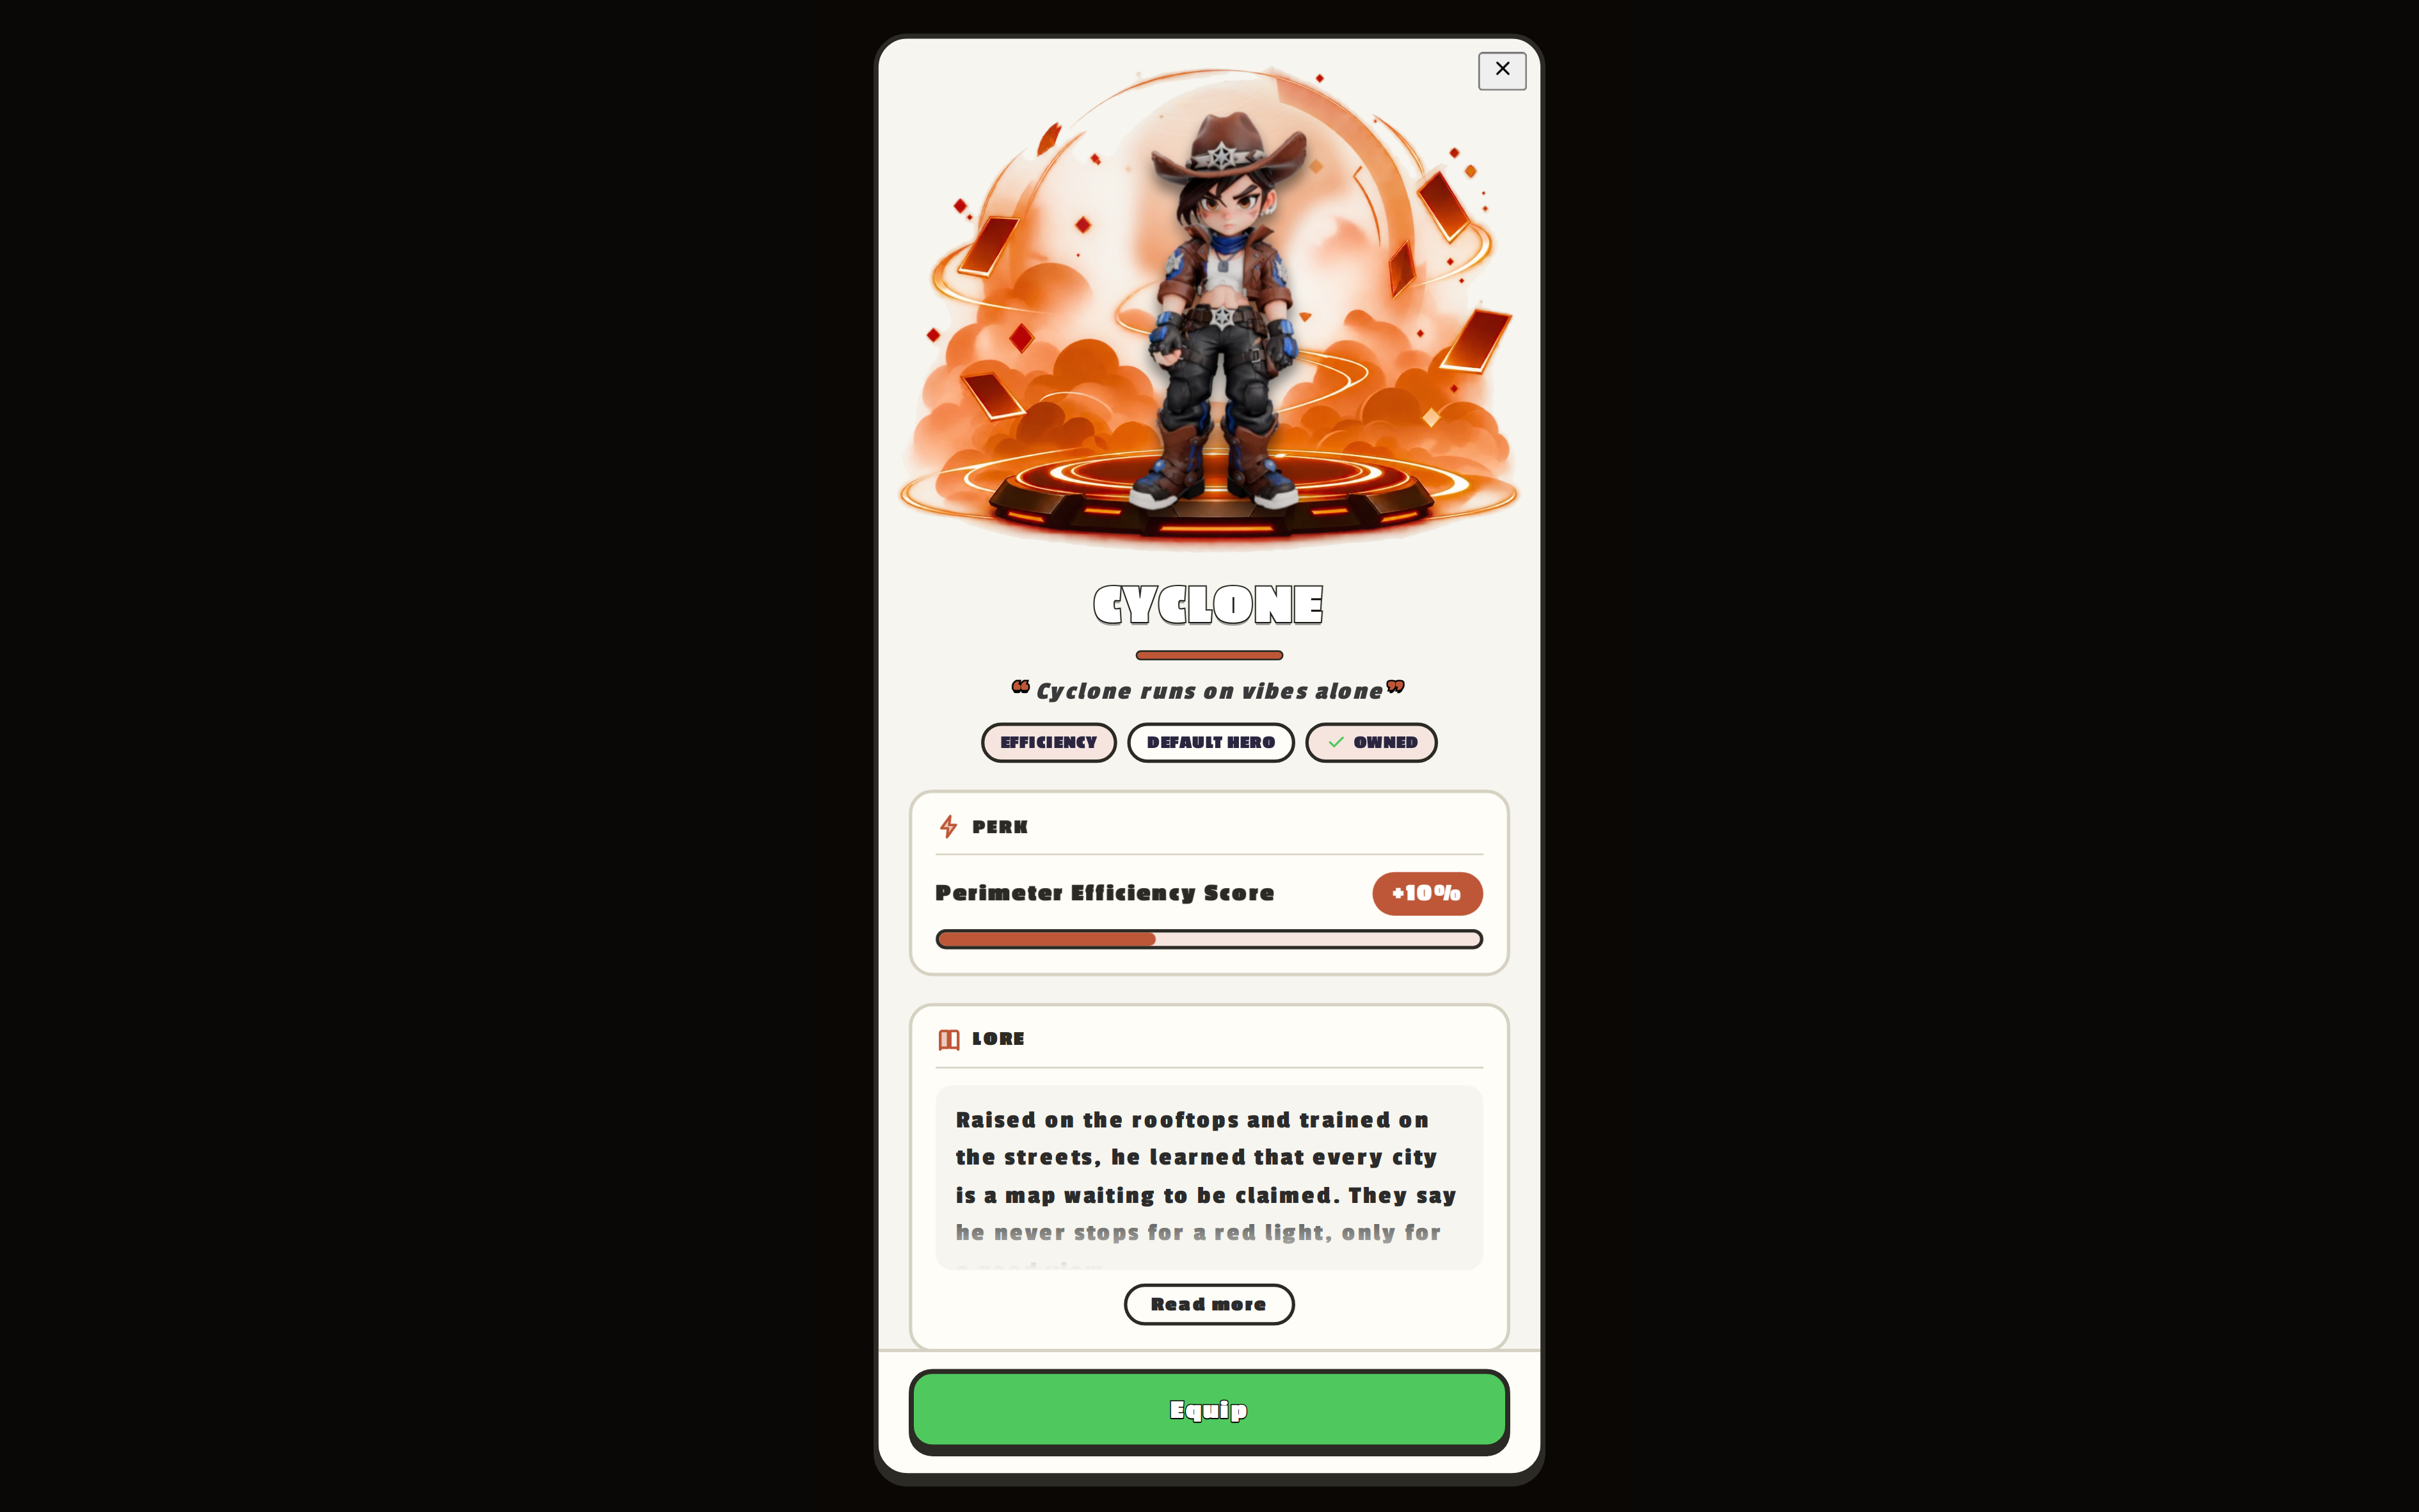 CYCLONE
❝ Cyclone runs on vibes alone ❞
EFFICIENCY
DEFAULT HERO
OWNED
PERK
Perimeter Efficiency Score
+10%
LORE
Raised on the rooftops and trained on
the streets, he learned that every city
is a map waiting to be claimed. They say
he never stops for a red light, only for
Read more
Equip